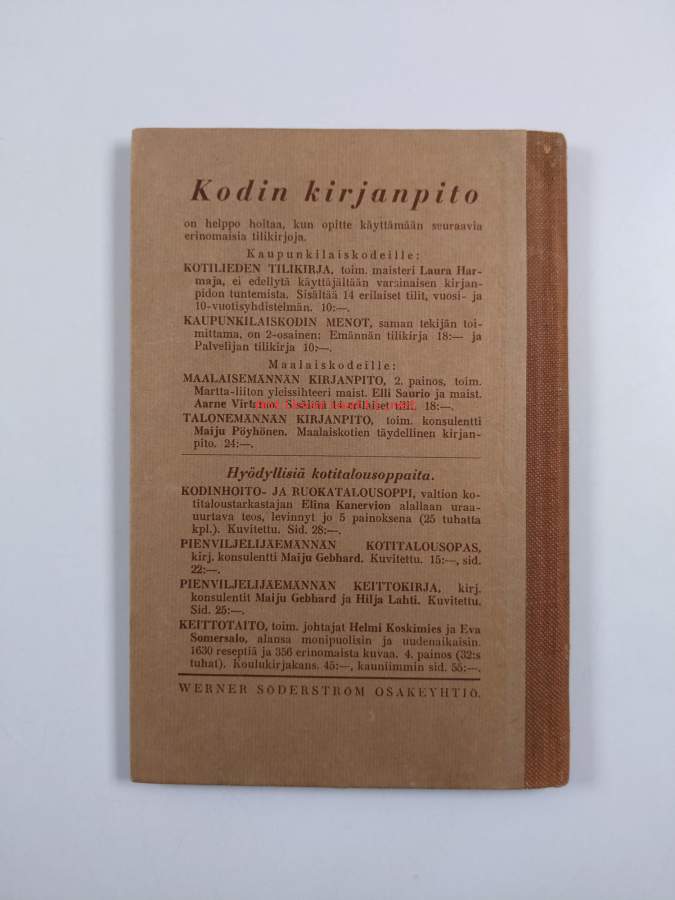 Kodin kirjanpito
on helppo hoitaa, kun opitte käyttämään seuraavia
erinomaisia tilikirjoja.
Kaupunkilaiskodeille:
KOTILIEDEN TILIKIRJA, toim. maisteri Laura Har-
maja, ei edellytä käyttäjältään varsinaisen kirjan-
pidon tuntemista. Sisältää 14 erilaiset tilit, vuosi- ja
10-vuotisyhdistelmän. 10:—.
KAUPUNKILAISKODIN MENOT, saman tekijän toi-
mittama, on 2-osainen: Emännän tilikirja 18:— ja
Palvelijan tilikirja 10:—.
Maalaiskodeille:
MAALAISEMÄNNÄN KIRJANPITO, 2. painos, toim.
Martta-liiton yleissihteeri maist. Elli Saurio ja maist.
Aarne Virtanen. Sisältää 14 erilaiset tilit. 18:—.
TALONEMÄNNÄN KIRJANPITO, toim. konsulentti
Maiju Pöyhönen. Maalaiskotien täydellinen kirjan-
pito. 24:—.
Hyödyllisiä kotitalousoppaita.
KODINHOITO- JA RUOKATALOUSOPPI, valtion ko-
titaloustarkastajan Elina Kanervion alallaan uraa-
uurtava teos, levinnyt jo 5 painoksena (25 tuhatta
kpl.). Kuvitettu. Sid. 28:—.
PIENVILJELIJÄEMÄNNÄN KOTITALOUSOPAS,
kirj. konsulentti Maiju Gebhard. Kuvitettu. 15:—, sid.
22:—.
PIENVILJELIJÄEMÄNNÄN KEITTOKIRJA, kirj.
konsulentit Maiju Gebhard ja Hilja Lahti. Kuvitettu.
Sid. 25:—.
KEITTOTAITO, toim. johtajat Helmi Koskimies ja Eva
Somersalo, alansa monipuolisin ja uudenaikaisin.
1630 reseptiä ja 356 erinomaista kuvaa. 4. painos (32:s
tuhat). Koulukirjakans. 45:—, kauniimmin sid. 55:—.
WERNER SÖDERSTRÖM OSAKEYHTIÖ.